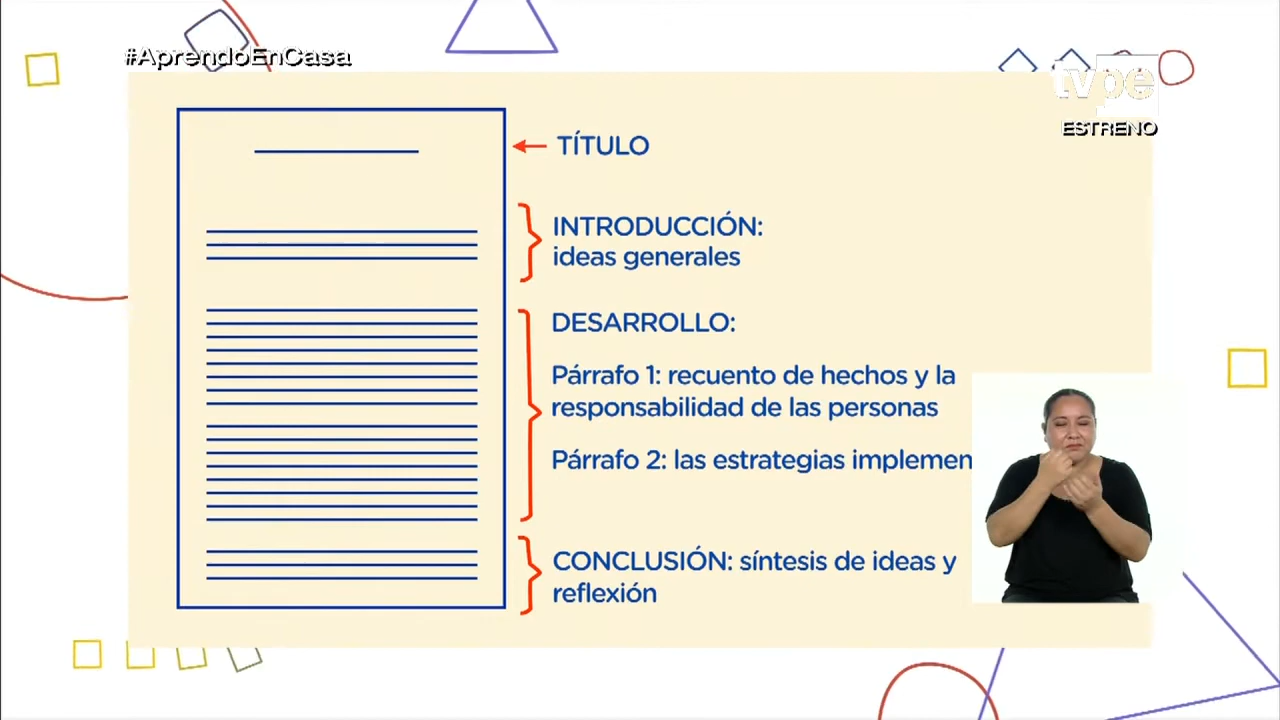 #AprendoEnCasa
tvpe
ESTRENO
TÍTULO
INTRODUCCIÓN:
ideas generales
DESARROLLO:
Párrafo 1: recuento de hechos y la
responsabilidad de las personas
Párrafo 2: las estrategias implemen
CONCLUSIÓN: síntesis de ideas y
reflexión